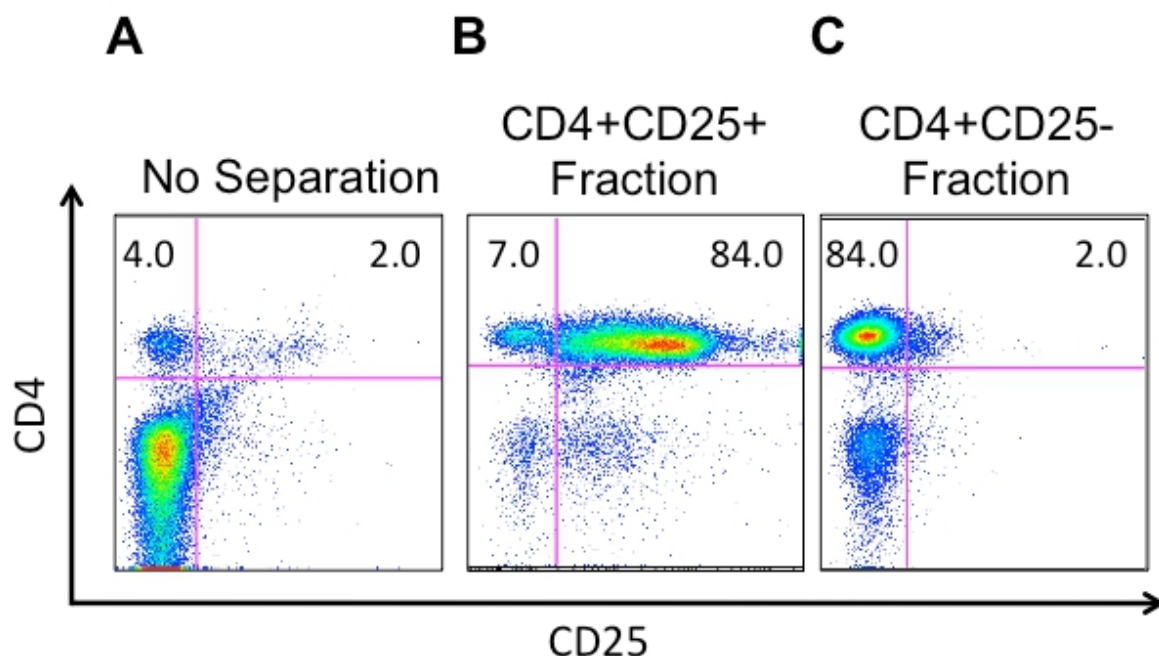 A
B
C
No Separation
CD4+CD25+
Fraction
CD4+CD25-
Fraction
4.0
2.0
7.0
84.0
84.0
2.0
CD4
CD25